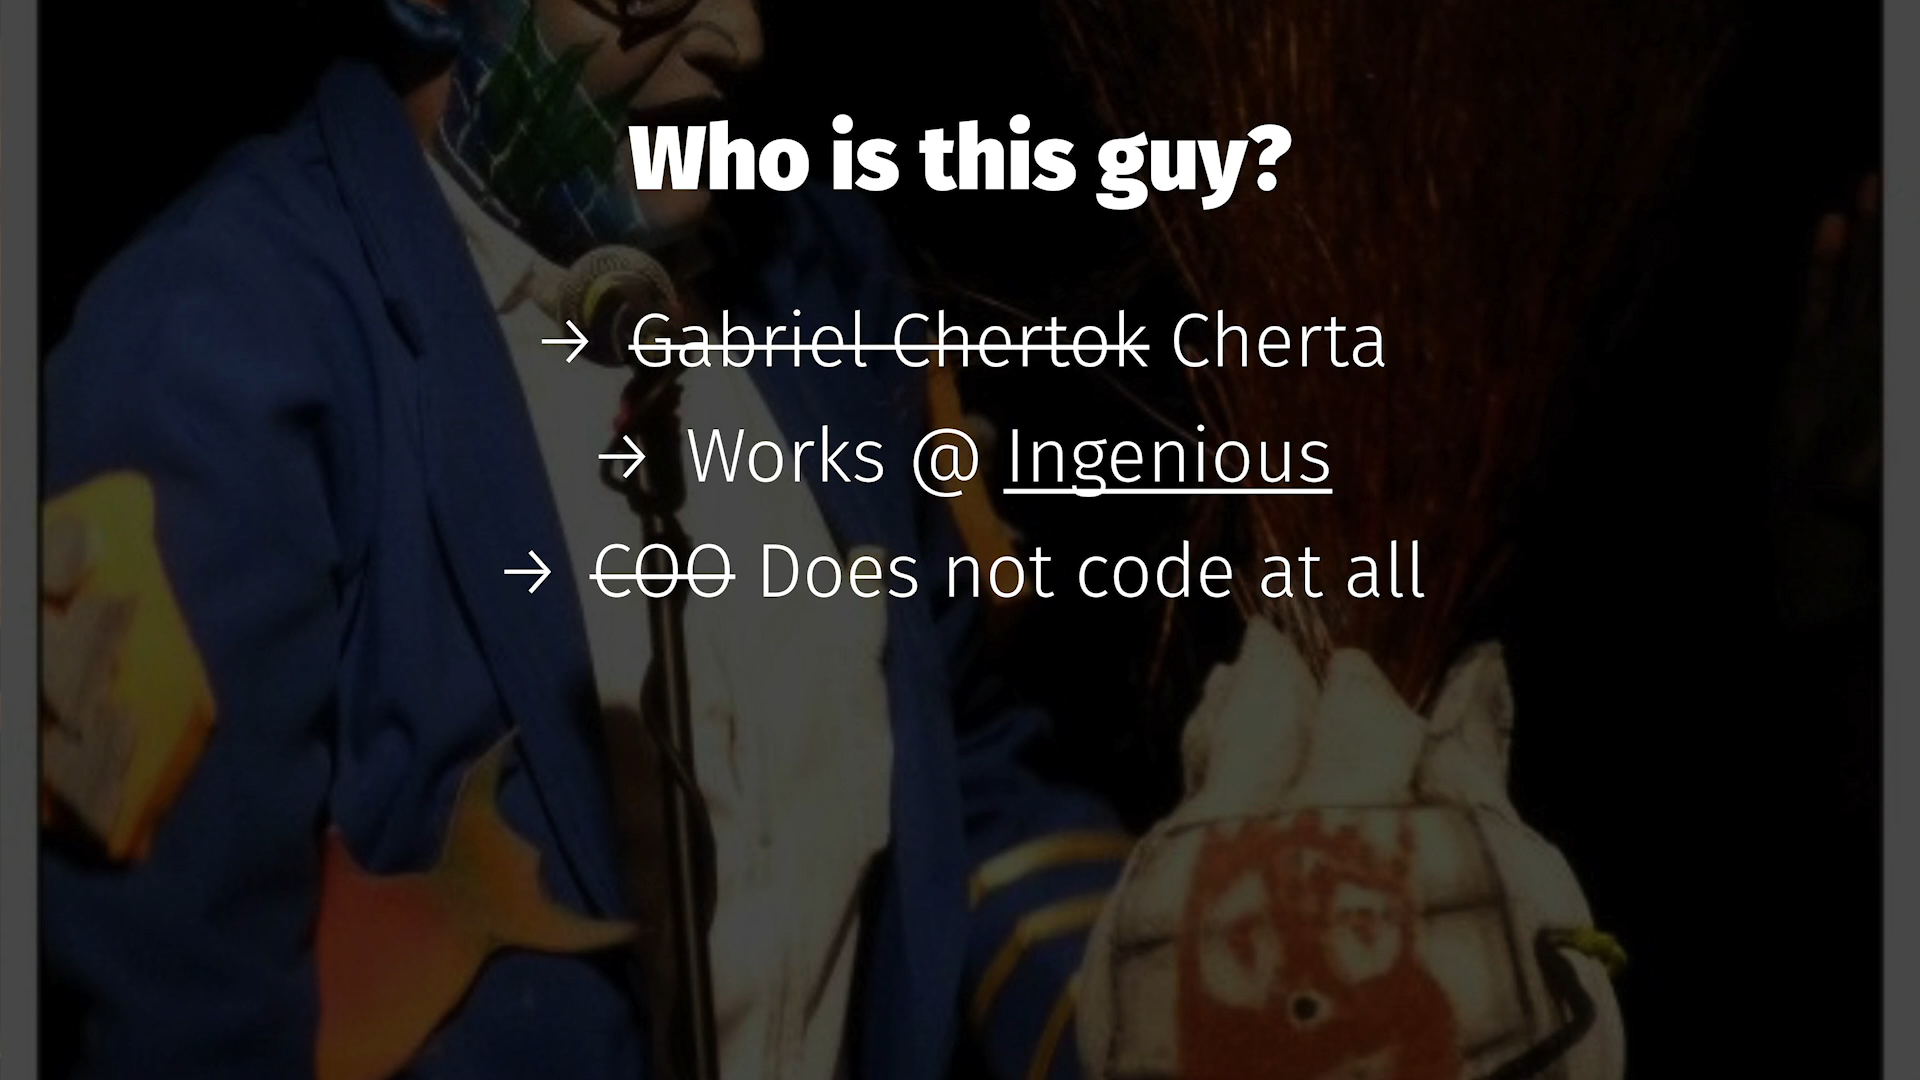 Who is this guy?
→ Gabriel Chertok Cherta
→ Works @ Ingenious
→ COO Does not code at all